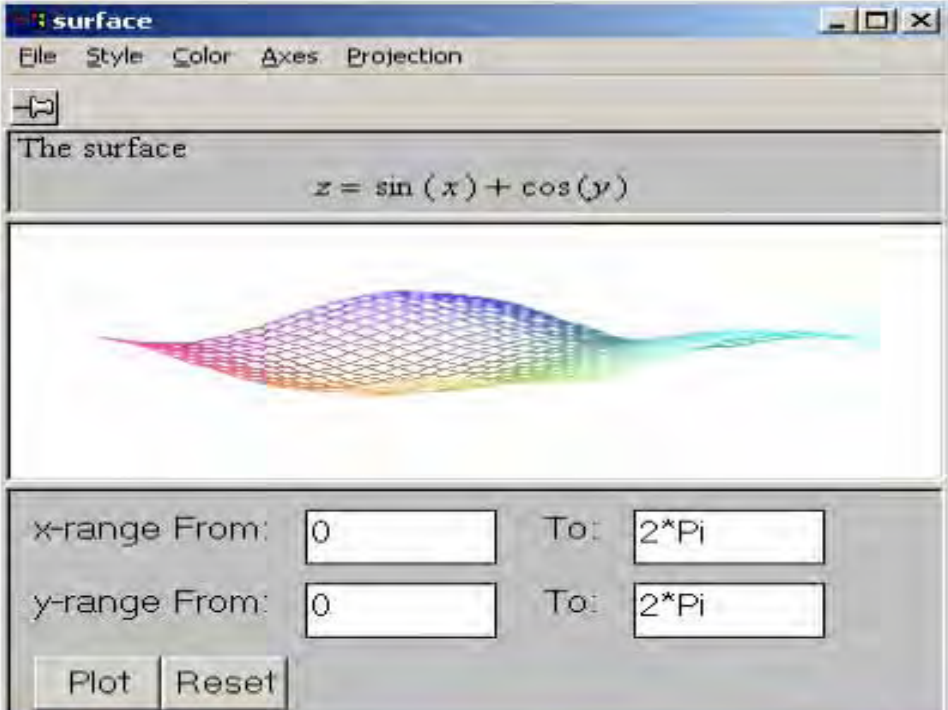 surface
File Style Color Axes Projection
The surface
z = sin (x) + cos(y)
x-range From: 0 To: 2*Pi
y-range From: 0 To: 2*Pi
Plot Reset